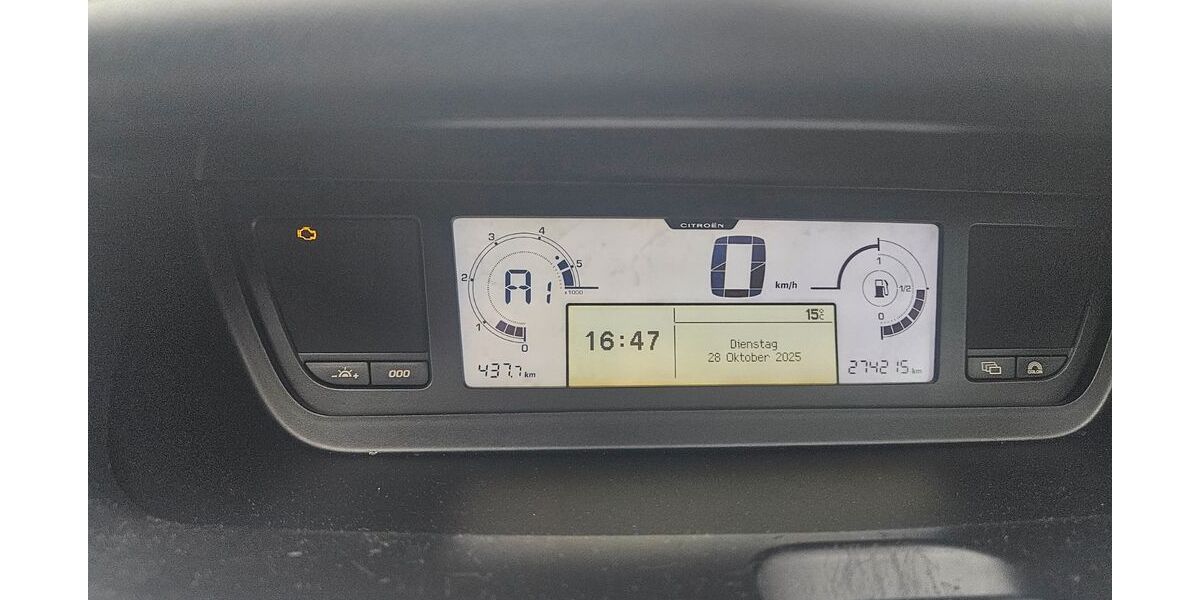 CITROËN
4
3
5
2
x1000
1
0
A1
0
km/h
1
1/2
0
15°C
16:47
Dienstag
28 Oktober 2025
437.7 km
274215 km
- +
000
COLOR